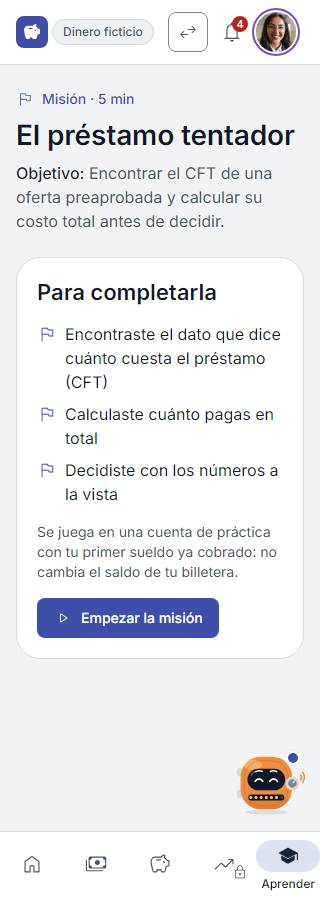 Dinero ficticio
4
Misión · 5 min
El préstamo tentador
Objetivo: Encontrar el CFT de una
oferta preaprobada y calcular su
costo total antes de decidir.
Para completarla
Encontraste el dato que dice
cuánto cuesta el préstamo
(CFT)
Calculaste cuánto pagas en
total
Decidiste con los números a
la vista
Se juega en una cuenta de práctica
con tu primer sueldo ya cobrado: no
cambia el saldo de tu billetera.
Empezar la misión
Aprender